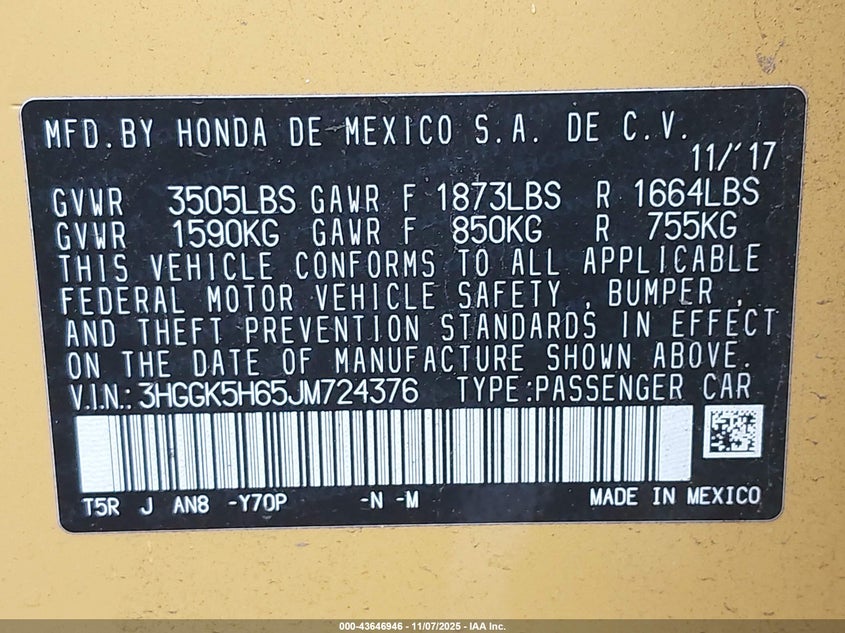 MFD.BY HONDA DE MEXICO S.A. DE C.V.
11/'17
GVWR 3505LBS GAWR F 1873LBS R 1664LBS
GVWR 1590KG GAWR F 850KG R 755KG
THIS VEHICLE CONFORMS TO ALL APPLICABLE
FEDERAL MOTOR VEHICLE SAFETY , BUMPER ,
AND THEFT PREVENTION STANDARDS IN EFFECT
ON THE DATE OF MANUFACTURE SHOWN ABOVE.
V.I.N.: 3HGGK5H65JM724376 TYPE:PASSENGER CAR
T5R J AN8 -Y70P -N -M MADE IN MEXICO
000-43646946 - 11/07/2025 - IAA Inc.